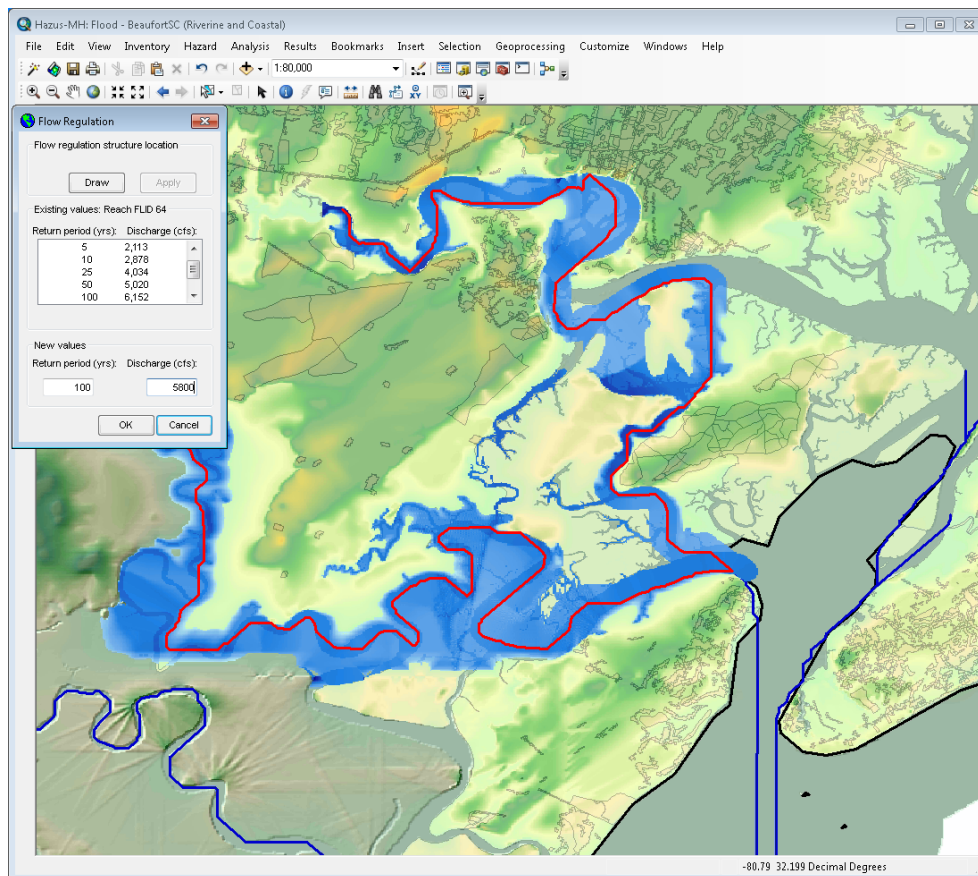 Hazus-MH: Flood - BeaufortSC (Riverine and Coastal)
File Edit View Inventory Hazard Analysis Results Bookmarks Insert Selection Geoprocessing Customize Windows Help
1:80,000
XY
Flow Regulation
Flow regulation structure location
Draw Apply
Existing values: Reach FLID 64
Return period (yrs): Discharge (cfs):
5 2,113
10 2,878
25 4,034
50 5,020
100 6,152
New values
Return period (yrs): Discharge (cfs):
100 5800
OK Cancel
-80.79 32.199 Decimal Degrees